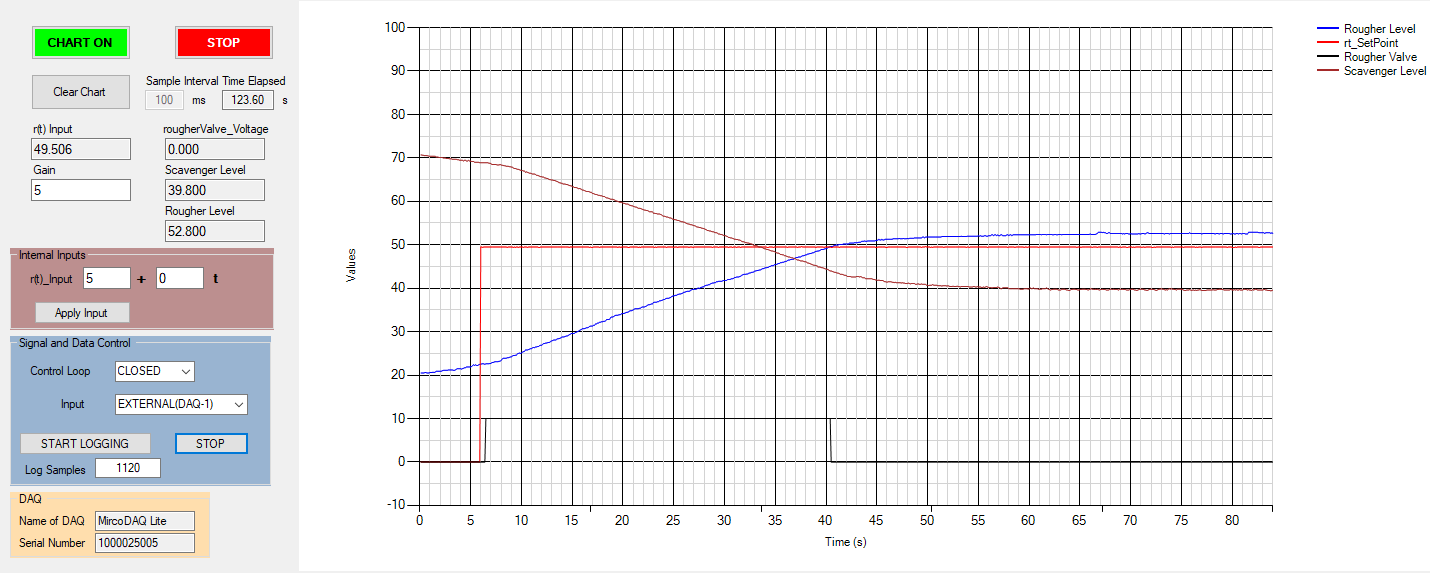 CHART ON
STOP
Clear Chart
Sample Interval Time Elapsed
100 ms 123.60 s
r(t) Input
49.506
Gain
5
rougherValve_Voltage
0.000
Scavenger Level
39.800
Rougher Level
52.800
Internal Inputs
r(t)_Input 5 + 0 t
Apply Input
Signal and Data Control
Control Loop CLOSED
Input EXTERNAL(DAQ-1)
START LOGGING STOP
Log Samples 1120
DAQ
Name of DAQ MircoDAQ Lite
Serial Number 1000025005
Values
100
90
80
70
60
50
40
30
20
10
0
-10
0 5 10 15 20 25 30 35 40 45 50 55 60 65 70 75 80
Time (s)
Rougher Level
rt_SetPoint
Rougher Valve
Scavenger Level